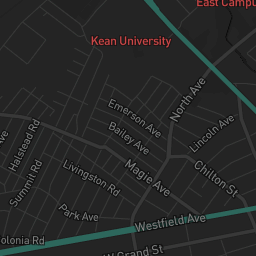 East Campu
Kean University
Emerson Ave
North Ave
Bailey Ave
Lincoln Ave
Ave
Halstead Rd
Summit Rd
Livingston Rd
Magie Ave
Chilton St
Park Ave
Westfield Ave
olonia Rd
W Grand St